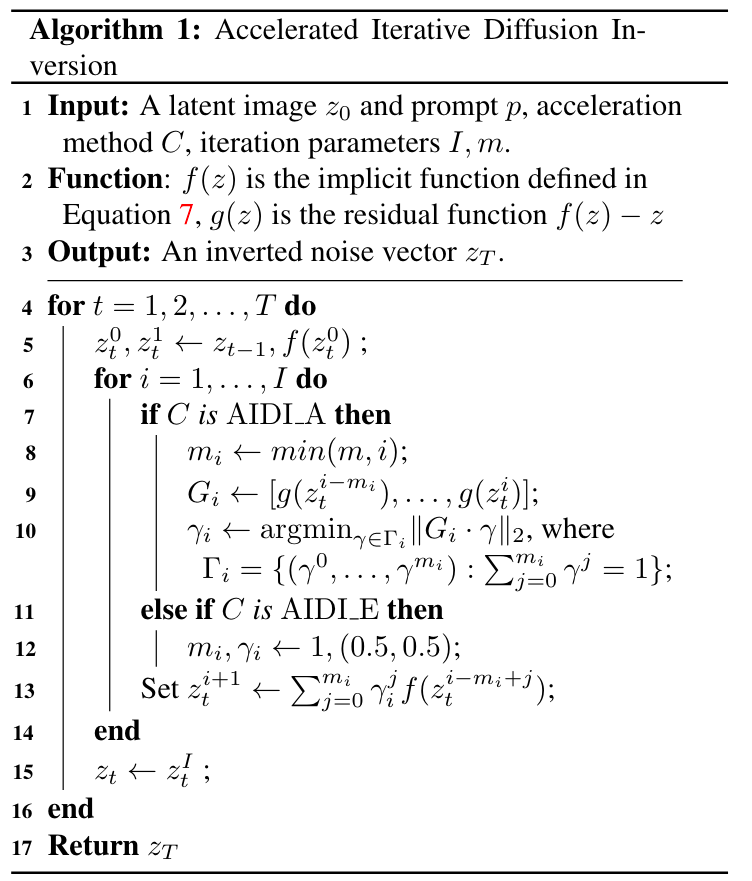 Algorithm 1: Accelerated Iterative Diffusion In-
version
1 Input: A latent image $z_0$ and prompt $p$, acceleration
method $C$, iteration parameters $I, m$.
2 Function: $f(z)$ is the implicit function defined in
Equation 7, $g(z)$ is the residual function $f(z) - z$
3 Output: An inverted noise vector $z_T$.
4 for $t = 1, 2, \ldots, T$ do
5 $z_t^0, z_t^1 \leftarrow z_{t-1}, f(z_t^0)$ ;
6 for $i = 1, \ldots, I$ do
7 if $C$ is AIDI_A then
8 $m_i \leftarrow min(m, i)$;
9 $G_i \leftarrow [g(z_t^{i-m_i}), \ldots, g(z_t^i)]$;
10 $\gamma_i \leftarrow \mathrm{argmin}_{\gamma \in \Gamma_i} \|G_i \cdot \gamma\|_2$, where
$\Gamma_i = \{(\gamma^0, \ldots, \gamma^{m_i}) : \sum_{j=0}^{m_i} \gamma^j = 1\}$;
11 else if $C$ is AIDI_E then
12 $m_i, \gamma_i \leftarrow 1, (0.5, 0.5)$;
13 Set $z_t^{i+1} \leftarrow \sum_{j=0}^{m_i} \gamma_i^j f(z_t^{i-m_i+j})$;
14 end
15 $z_t \leftarrow z_t^I$ ;
16 end
17 Return $z_T$